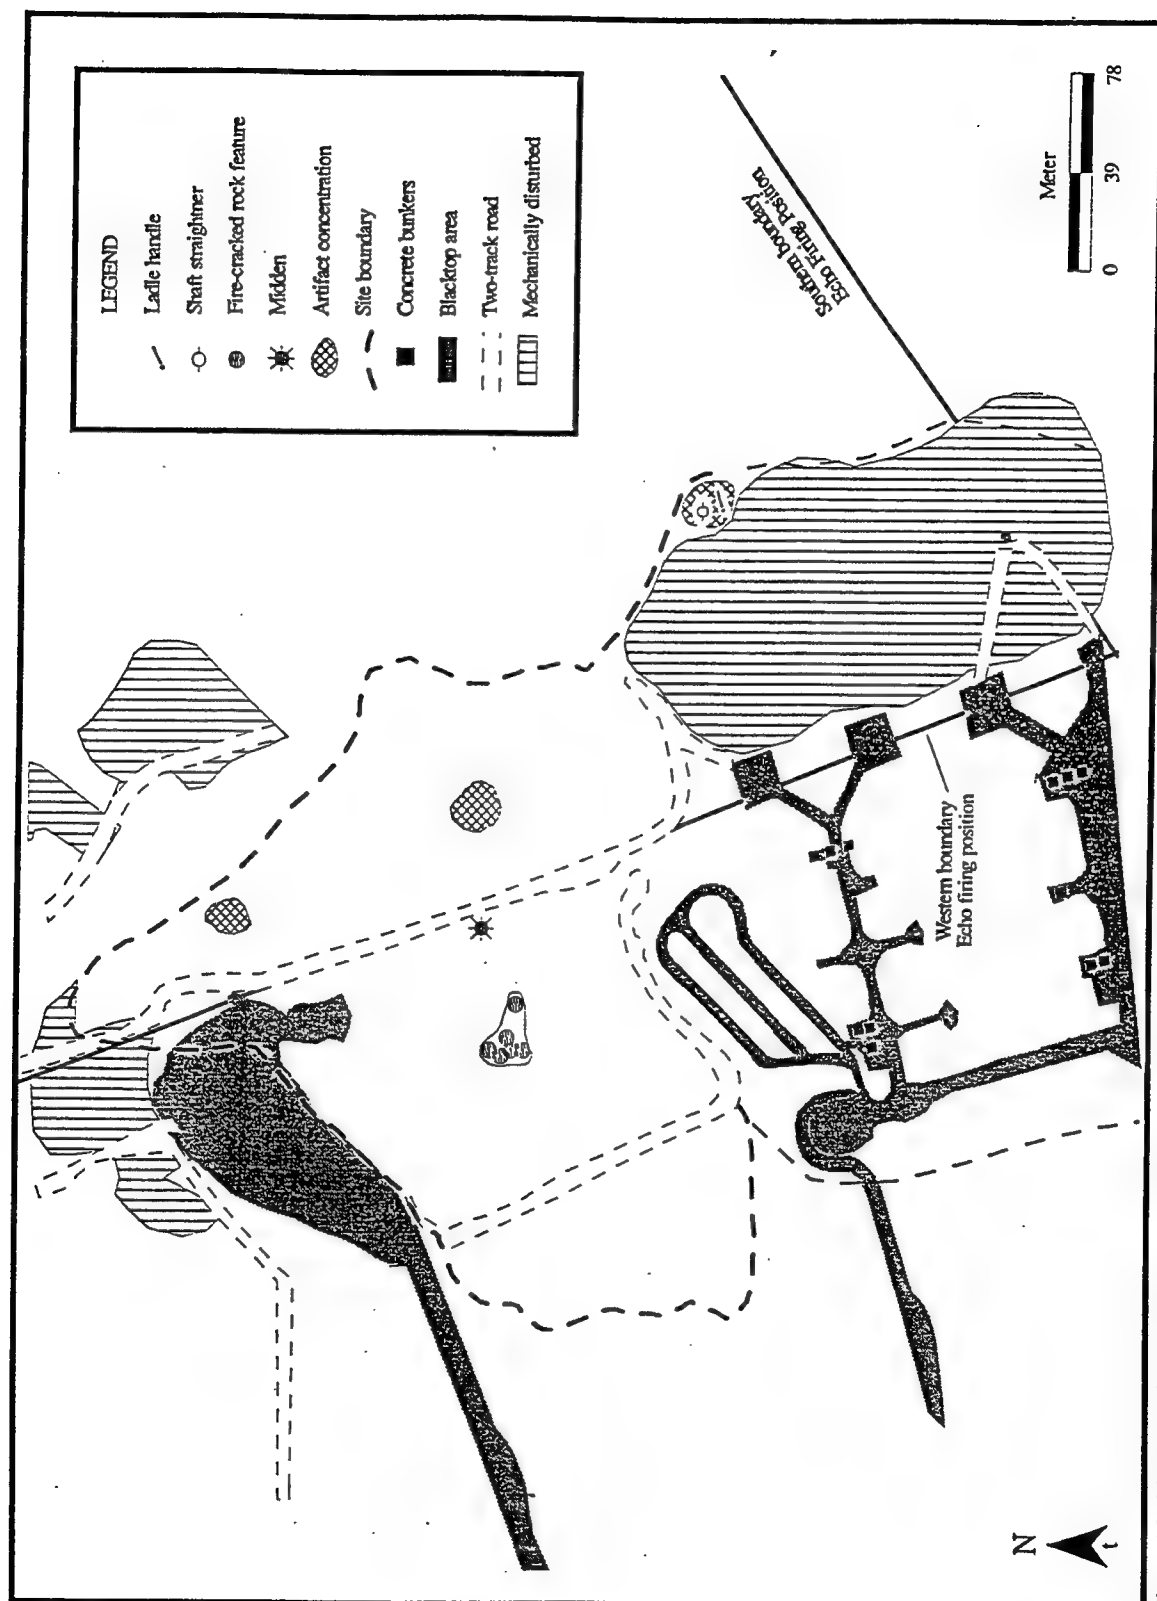 LEGEND
Ladle handle
Shaft straightner
Fire-cracked rock feature
Midden
Artifact concentration
Site boundary
Concrete bunkers
Blacktop area
Two-track road
Mechanically disturbed
Southern boundary
Echo Firing Position
Western boundary
Echo firing position
Meter
0 39 78
N
t